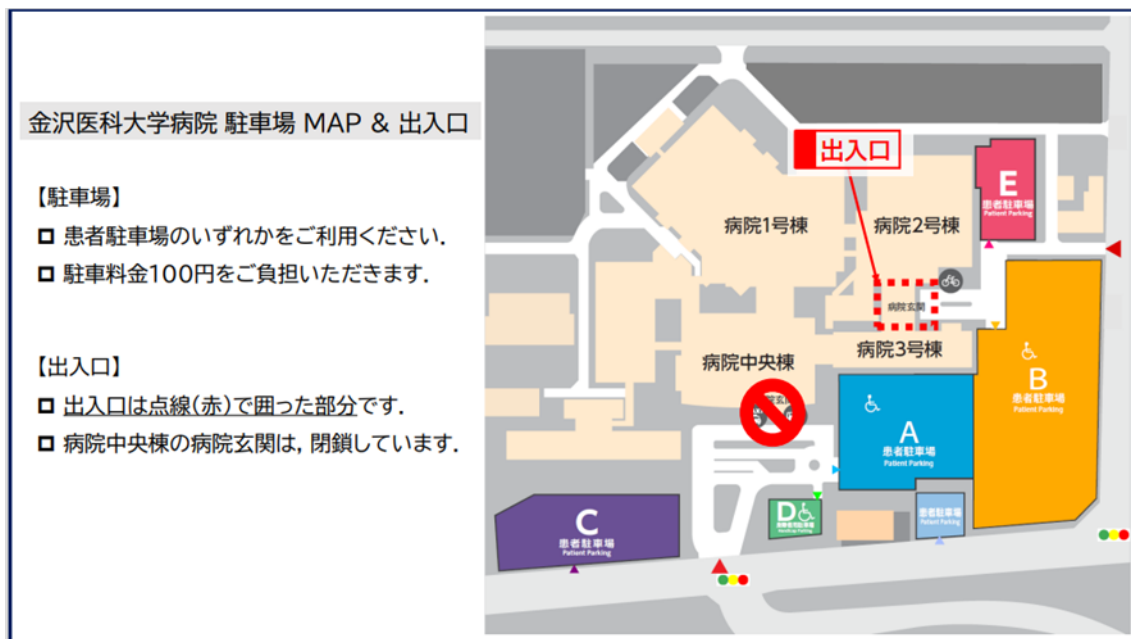 金沢医科大学病院 駐車場 MAP & 出入口
【駐車場】
患者駐車場のいずれかをご利用ください．
駐車料金100円をご負担いただきます．
【出入口】
出入口は点線(赤)で囲った部分です．
病院中央棟の病院玄関は，閉鎖しています．
出入口
E
患者駐車場
Patient Parking
病院1号棟
病院2号棟
病院玄関
病院3号棟
病院中央棟
B
患者駐車場
Patient Parking
A
患者駐車場
Patient Parking
C
患者駐車場
Patient Parking
D
患者駐車場
Patient Parking